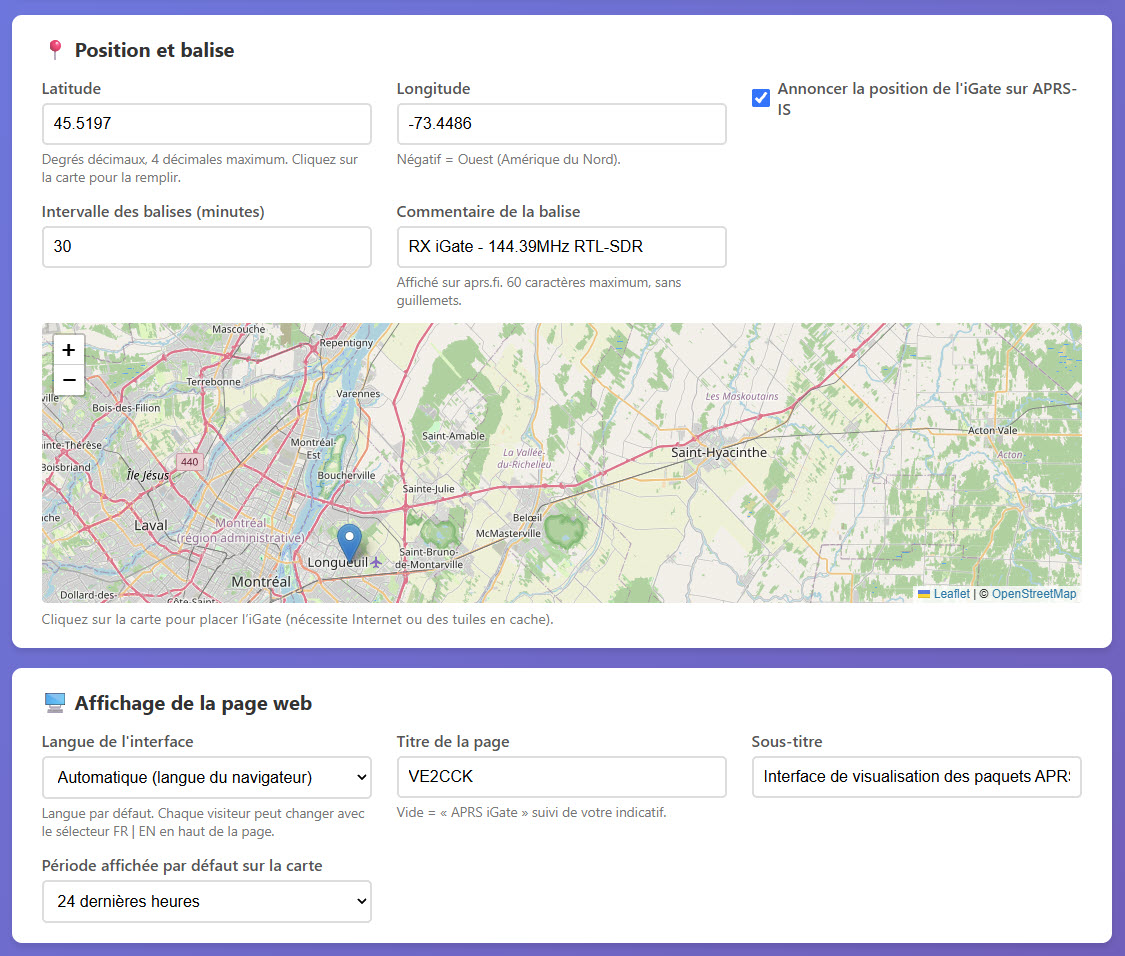 Position et balise
Latitude
Longitude
Annoncer la position de l'iGate sur APRS-
IS
45.5197
-73.4486
Degrés décimaux, 4 décimales maximum. Cliquez sur
la carte pour la remplir.
Négatif = Ouest (Amérique du Nord).
Intervalle des balises (minutes)
Commentaire de la balise
30
RX iGate - 144.39MHz RTL-SDR
Affiché sur aprs.fi. 60 caractères maximum, sans
guillemets.
+
−
Mascouche
Repentigny
Terrebonne
ville
Bois-des-Filion
Varennes
Les Maskoutains
Acton Vale
Saint-Amable
inte-Thérèse
Montréal-
Est
La Vallée-
du-Richelieu
Saint-Hyacinthe
Acton
Boisbriand
440
Île Jésus
Boucherville
Sainte-Julie
che
Laval
Montréal
(région administrative)
Belœil
McMasterville
Longueuil
Saint-Bruno-
de-Montarville
Montréal
Dollard-des-
Côte-Saint-
Leaflet | © OpenStreetMap
Cliquez sur la carte pour placer l'iGate (nécessite Internet ou des tuiles en cache).
Affichage de la page web
Langue de l'interface
Titre de la page
Sous-titre
Automatique (langue du navigateur)
VE2CCK
Interface de visualisation des paquets APRS
Langue par défaut. Chaque visiteur peut changer avec
le sélecteur FR | EN en haut de la page.
Vide = « APRS iGate » suivi de votre indicatif.
Période affichée par défaut sur la carte
24 dernières heures